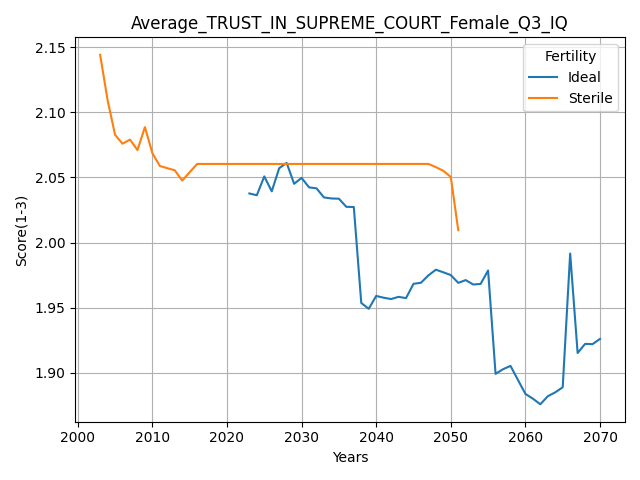 Average_TRUST_IN_SUPREME_COURT_Female_Q3_IQ
Fertility
Ideal
Sterile
Score(1-3)
2.15
2.10
2.05
2.00
1.95
1.90
2000 2010 2020 2030 2040 2050 2060 2070
Years